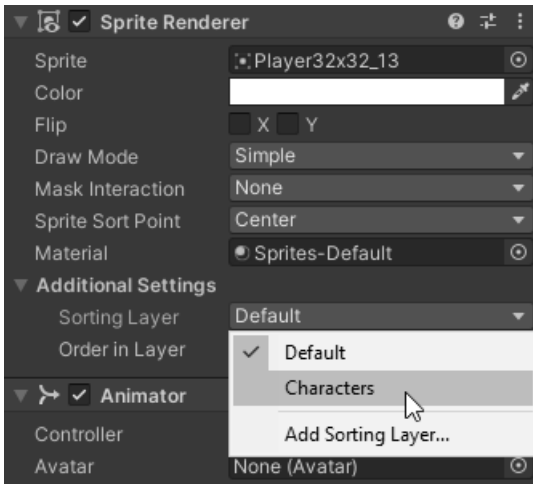 Sprite Renderer
Sprite Player32x32_13
Color
Flip X Y
Draw Mode Simple
Mask Interaction None
Sprite Sort Point Center
Material Sprites-Default
Additional Settings
Sorting Layer Default
Order in Layer Default
Characters
Animator
Add Sorting Layer...
Controller
Avatar None (Avatar)